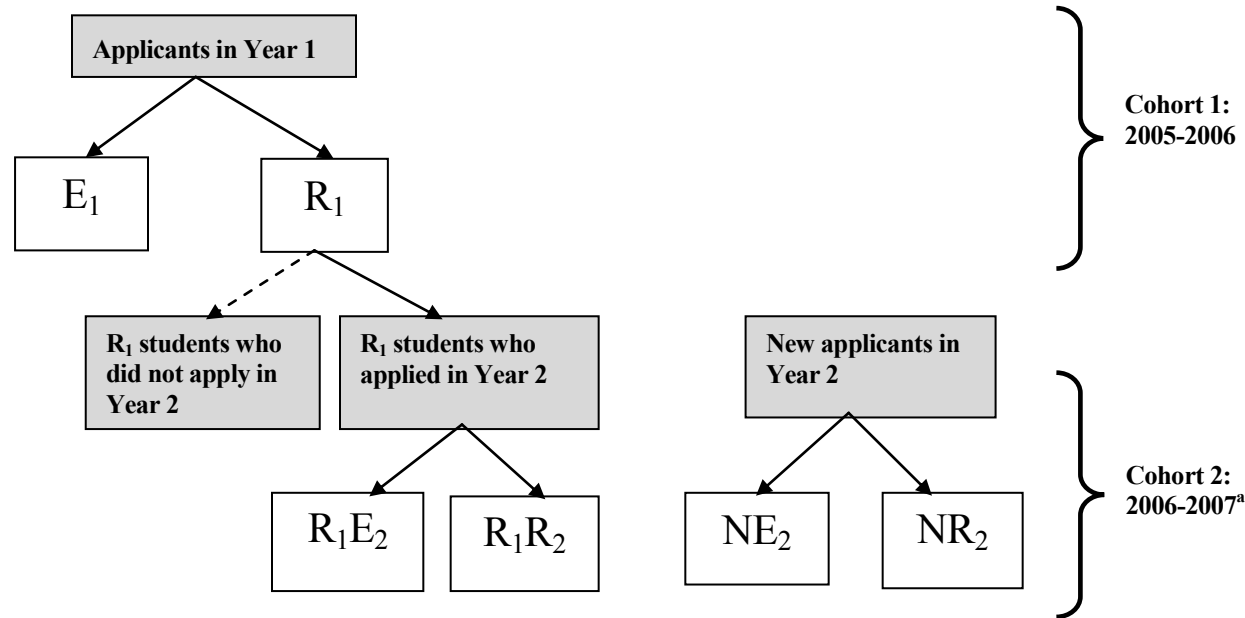 Applicants in Year 1
Cohort 1:
2005-2006
E₁
R₁
R₁ students who
did not apply in
Year 2
R₁ students who
applied in Year 2
New applicants in
Year 2
Cohort 2:
2006-2007ᵃ
R₁E₂
R₁R₂
NE₂
NR₂